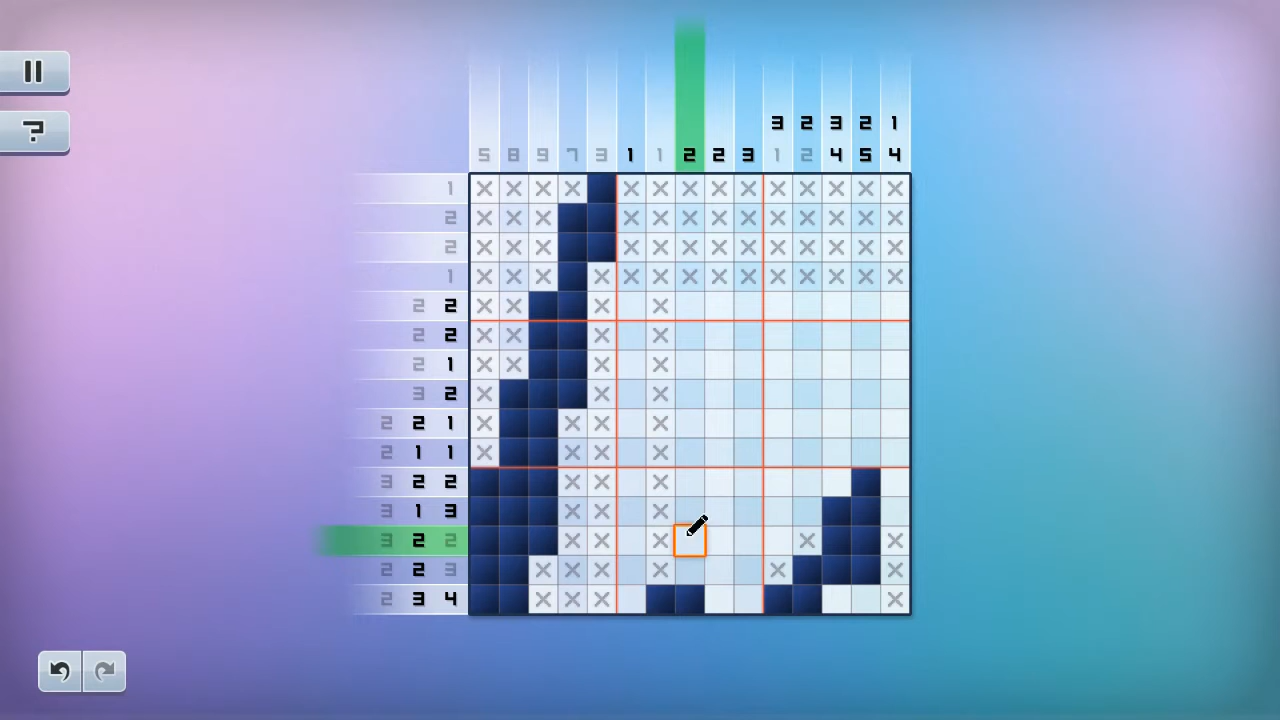 ?
3 2 3 2 1
5 8 9 7 3 1 1 2 2 3 1 2 4 5 4
1
2
2
1
2 2
2 2
2 1
3 2
2 2 1
2 1 1
3 2 2
3 1 3
3 2 2
2 2 3
2 3 4